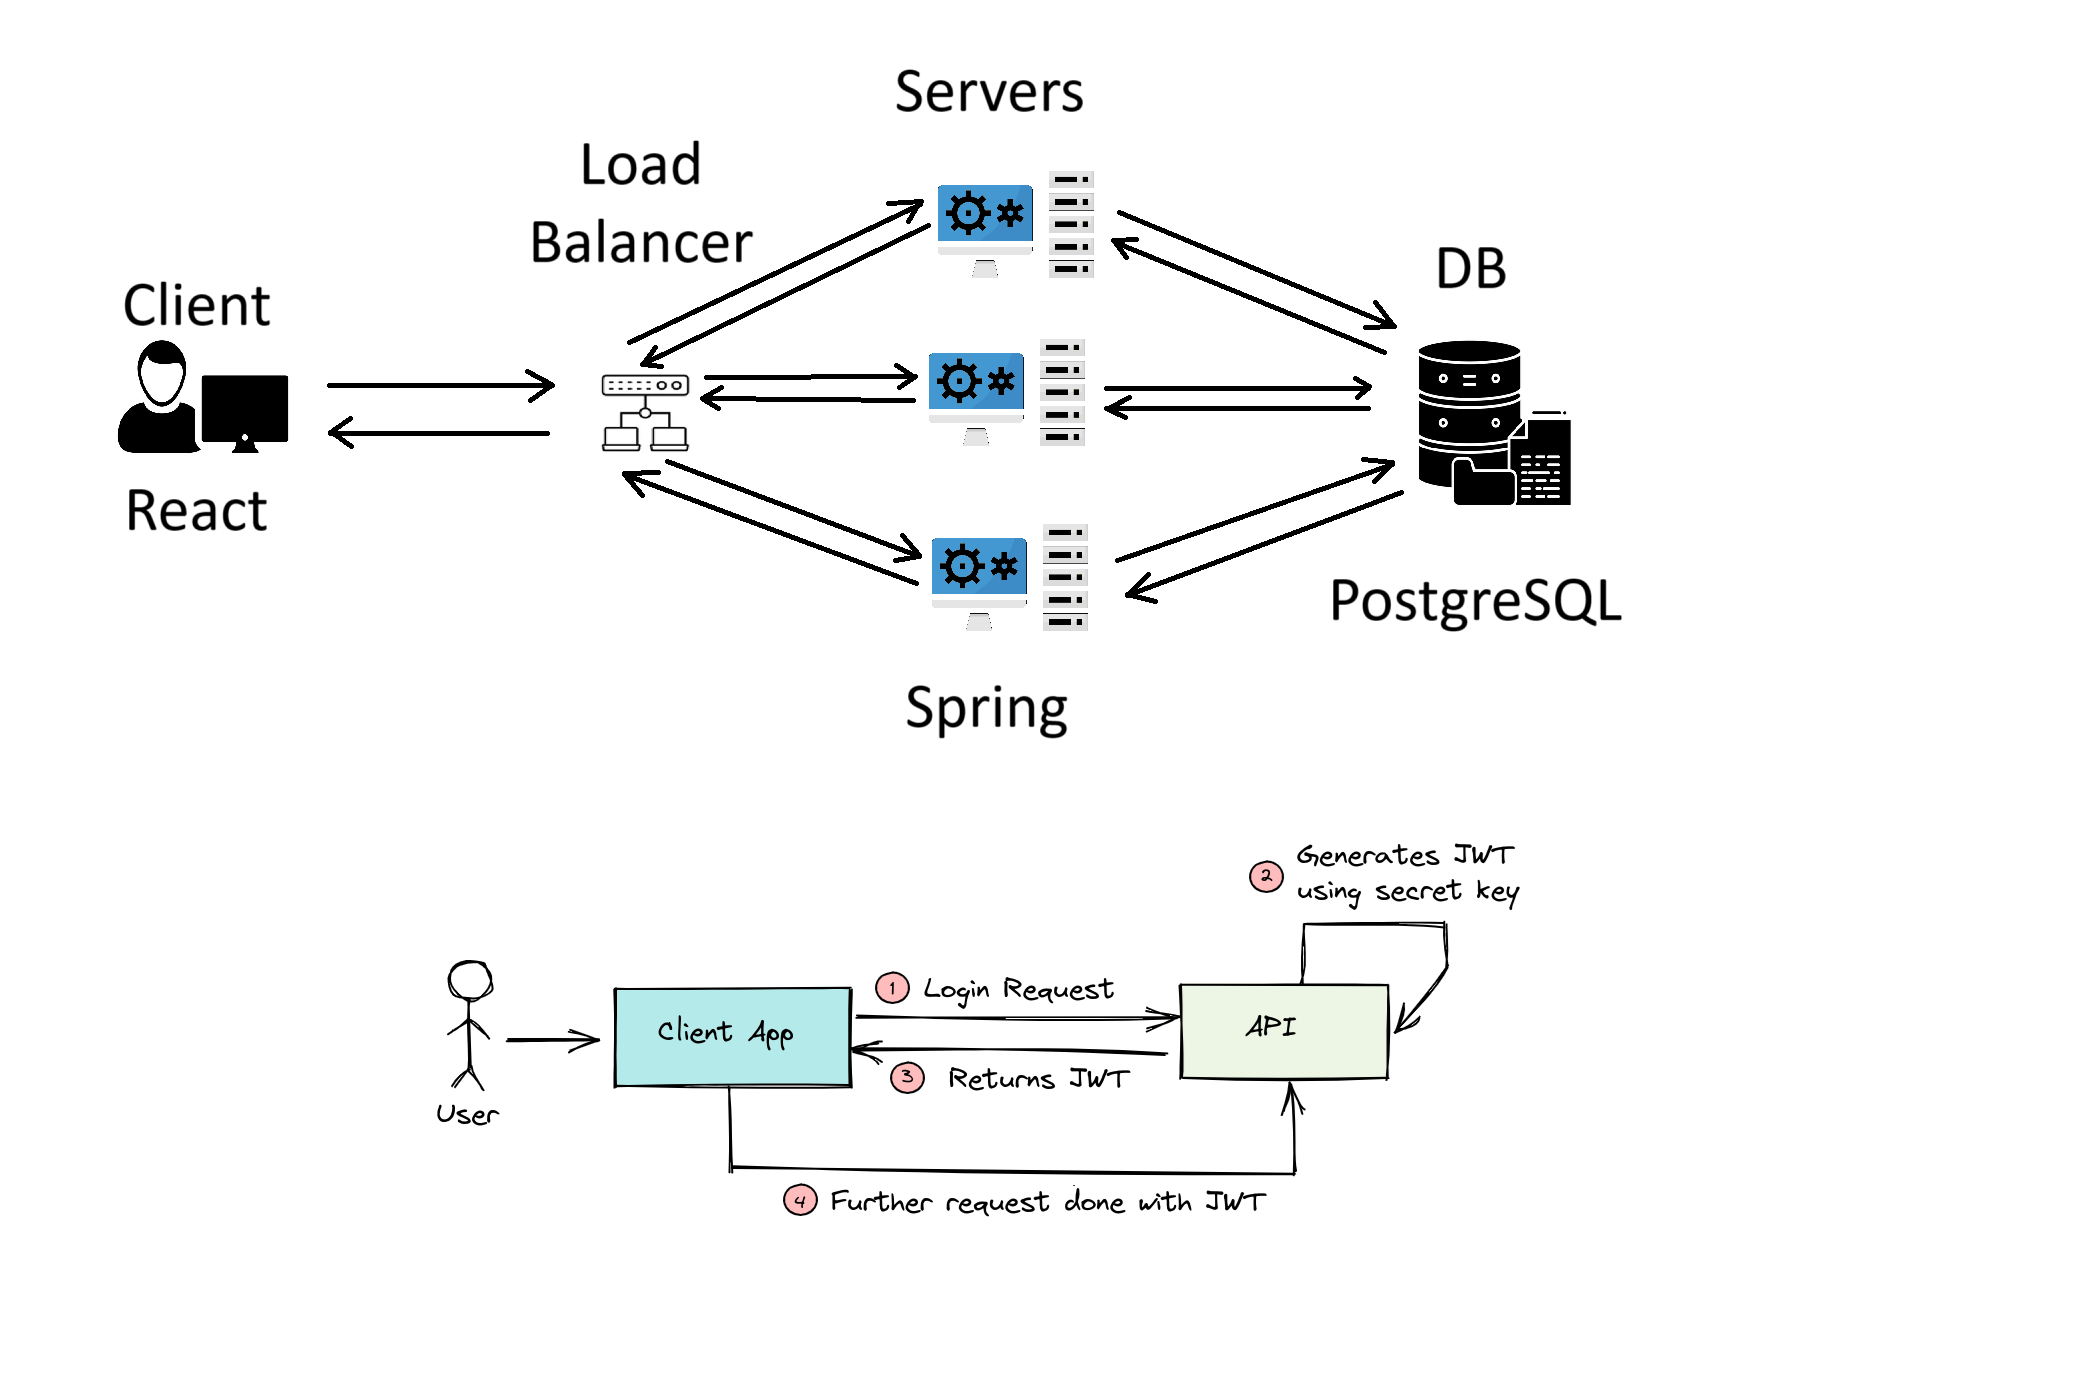 Servers
Load
Balancer
Client
DB
React
PostgreSQL
Spring
2 Generates JWT
using secret key
1 Login Request
Client App
API
3 Returns JWT
User
4 Further request done with JWT